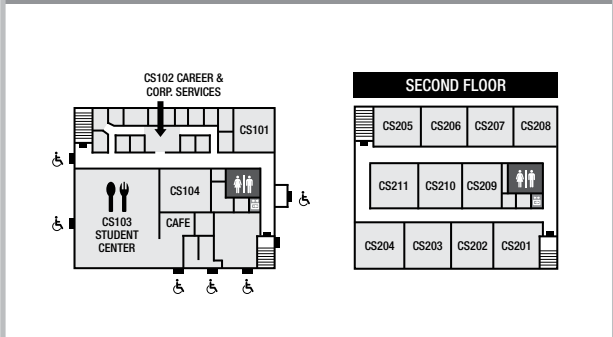 CS102 CAREER &
CORP. SERVICES
CS101
CS104
CS103
STUDENT
CENTER
CAFE
SECOND FLOOR
CS205 CS206 CS207 CS208
CS211 CS210 CS209
CS204 CS203 CS202 CS201